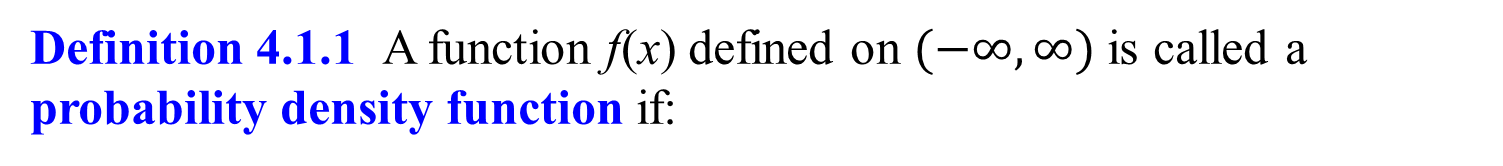 Definition 4.1.1 A function f(x) defined on (−∞, ∞) is called a
probability density function if: